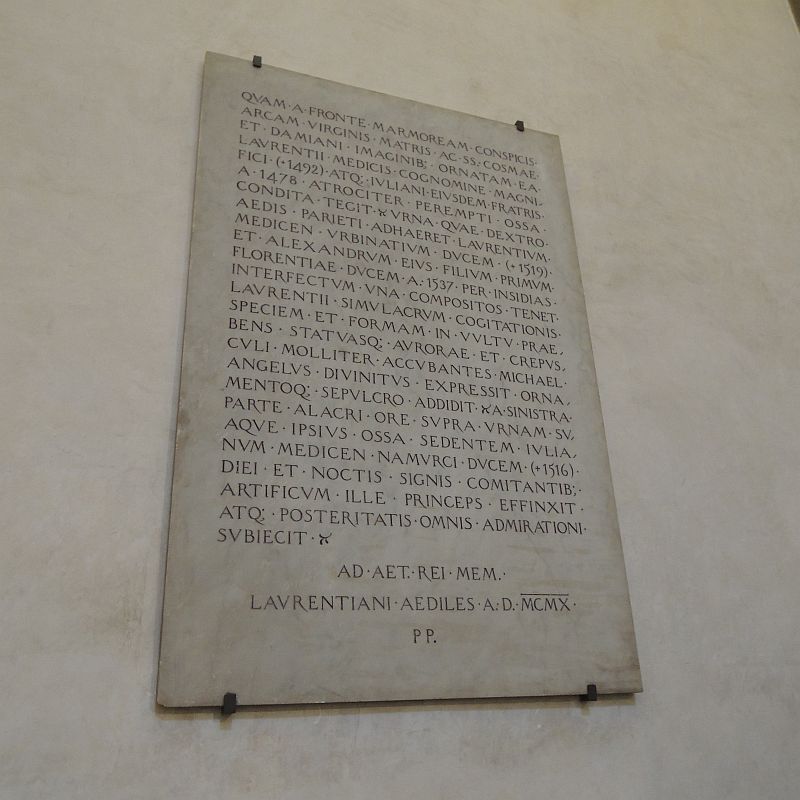 QVAM·A·FRONTE·MARMOREAM·CONSPICIS·
ARCAM·VIRGINIS·MATRIS·AC·SS·COSMAE·
ET·DAMIANI·IMAGINIB;·ORNATAM·EA·
LAVRENTII·MEDICIS·COGNOMINE·MAGNI,
FICI·(+1492)·ATQ;·IVLIANI·EIVSDEM·FRATRIS·
A·1478·ATROCITER·PEREMPTI·OSSA·
CONDITA·TEGIT·VRNA·QVAE·DEXTRO·
AEDIS·PARIETI·ADHAERET·LAVRENTIVM·
MEDICEN·VRBINATIVM·DVCEM·(+1519)·
ET·ALEXANDRVM·EIVS·FILIVM·PRIMVM·
FLORENTIAE·DVCEM·A·1537·PER·INSIDIAS·
INTERFECTVM·VNA·COMPOSITOS·TENET·
LAVRENTII·SIMVLACRVM·COGITATIONIS·
SPECIEM·ET·FORMAM·IN·VVLTV·PRAE,
BENS·STATVASQ;·AVRORAE·ET·CREPVS,
CVLI·MOLLITER·ACCVBANTES·MICHAEL·
ANGELVS·DIVINITVS·EXPRESSIT·ORNA,
MENTOQ;·SEPVLCRO·ADDIDIT·A·SINISTRA·
PARTE·ALACRI·ORE·SVPRA·VRNAM·SV,
AQVE·IPSIVS·OSSA·SEDENTEM·IVLIA,
NVM·MEDICEN·NAMVRCI·DVCEM·(+1516)·
DIEI·ET·NOCTIS·SIGNIS·COMITANTIB;·
ARTIFICVM·ILLE·PRINCEPS·EFFINXIT·
ATQ;·POSTERITATIS·OMNIS·ADMIRATIONI·
SVBIECIT·
AD·AET·REI·MEM.·
LAVRENTIANI·AEDILES·A·D·MCMX·
PP.